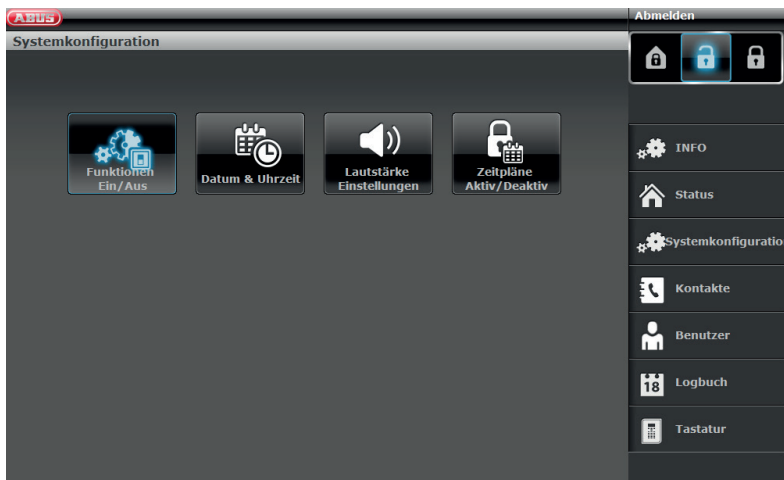 ABUS
Abmelden
Systemkonfiguration
Funktionen
Ein/Aus
Datum & Uhrzeit
Lautstärke
Einstellungen
Zeitpläne
Aktiv/Deaktiv
INFO
Status
Systemkonfiguratio
Kontakte
Benutzer
18
Logbuch
Tastatur